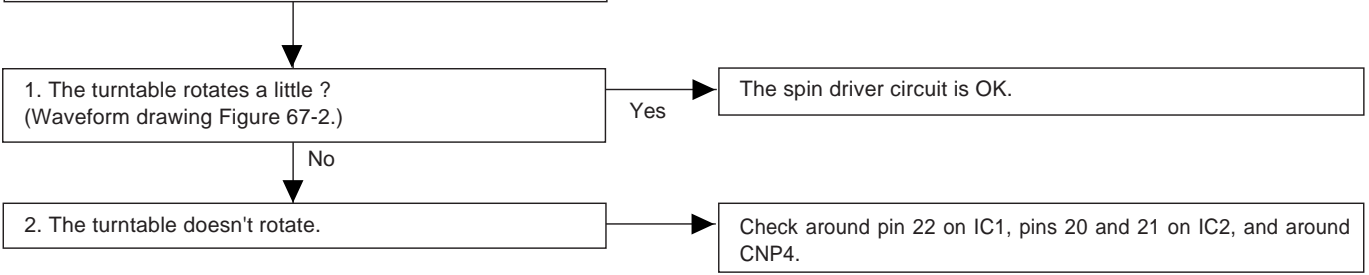 1. The turntable rotates a little ?
(Waveform drawing Figure 67-2.)
Yes
The spin driver circuit is OK.
No
2. The turntable doesn't rotate.
Check around pin 22 on IC1, pins 20 and 21 on IC2, and around
CNP4.